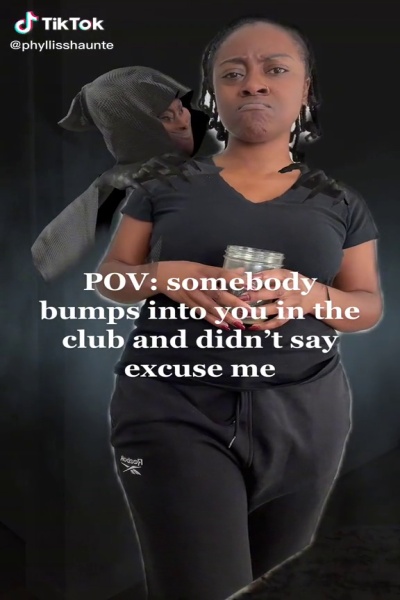 TikTok
@phyllisshaunte
POV: somebody
bumps into you in the
club and didn't say
excuse me
Reebok